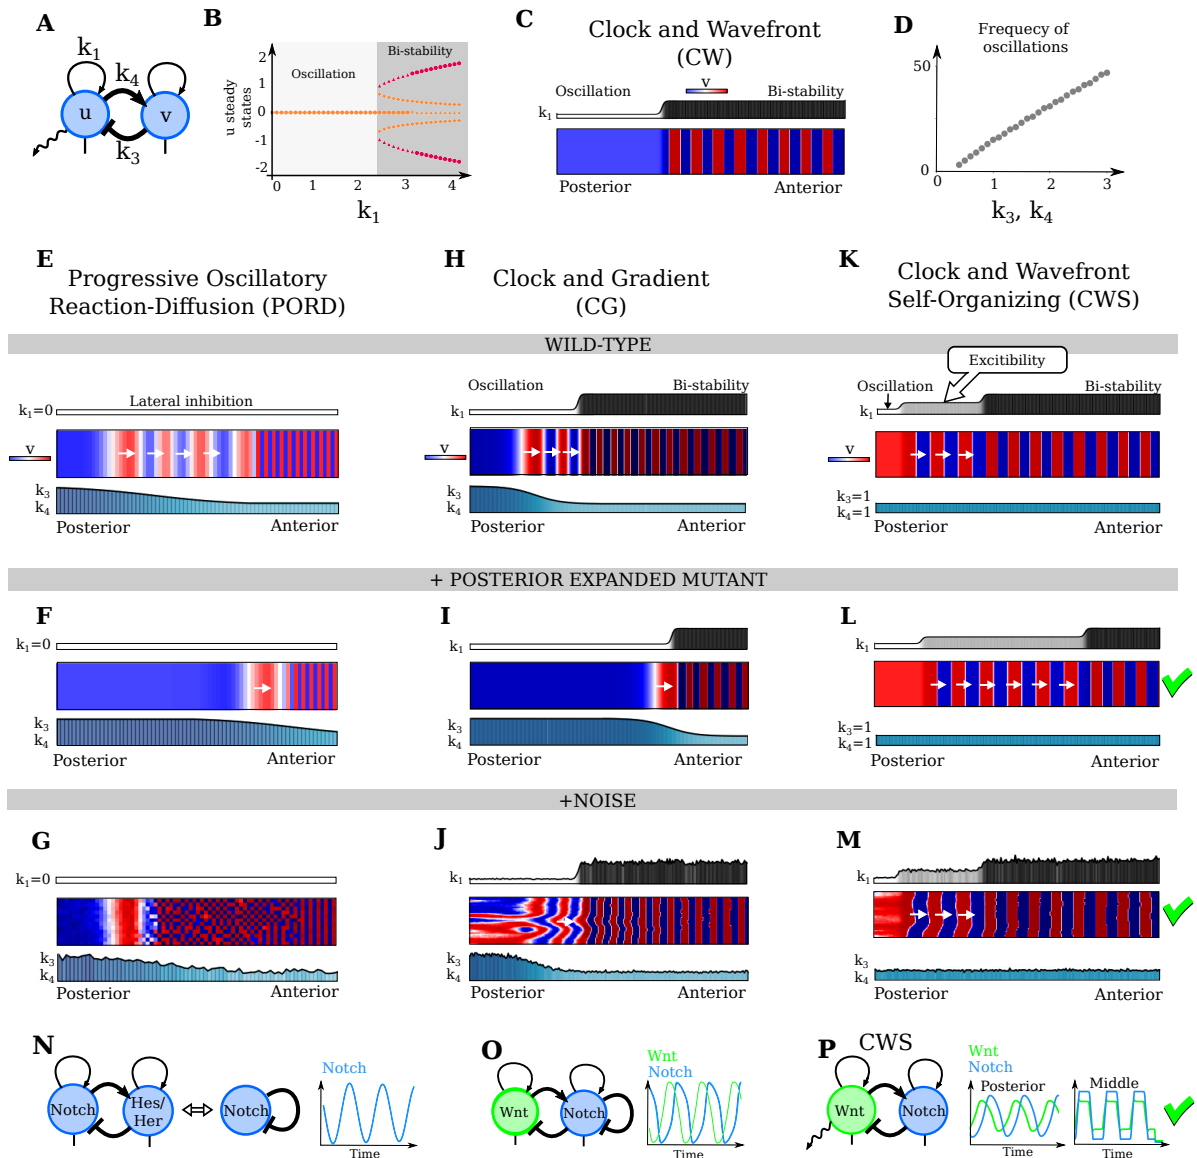 A
k1
k4
u
v
k3
B
Oscillation
Bi-stability
u steady
states
2
1
0
-1
-2
0
1
2
3
4
k1
C
Clock and Wavefront
(CW)
v
Oscillation
Bi-stability
k1
Posterior
Anterior
D
Frequecy of
oscillations
50
0
0
1
2
3
k3, k4
E
Progressive Oscillatory
Reaction-Diffusion (PORD)
H
Clock and Gradient
(CG)
K
Clock and Wavefront
Self-Organizing (CWS)
WILD-TYPE
Lateral inhibition
k1=0
v
k3
k4
Posterior
Anterior
Oscillation
Bi-stability
k1
v
k3
k4
Posterior
Anterior
Excitibility
Oscillation
Bi-stability
k1
v
k3=1
k4=1
Posterior
Anterior
+ POSTERIOR EXPANDED MUTANT
F
k1=0
k3
k4
Posterior
Anterior
I
k1
k3
k4
Posterior
Anterior
L
k1
k3=1
k4=1
Posterior
Anterior
+NOISE
G
k1=0
k3
k4
Posterior
Anterior
J
k1
k3
k4
Posterior
Anterior
M
k1
k3
k4
Posterior
Anterior
N
Notch
Hes/
Her
Notch
Notch
Time
O
Wnt
Notch
Wnt
Notch
Time
P
CWS
Wnt
Notch
Wnt
Notch
Posterior
Middle
Time
Time